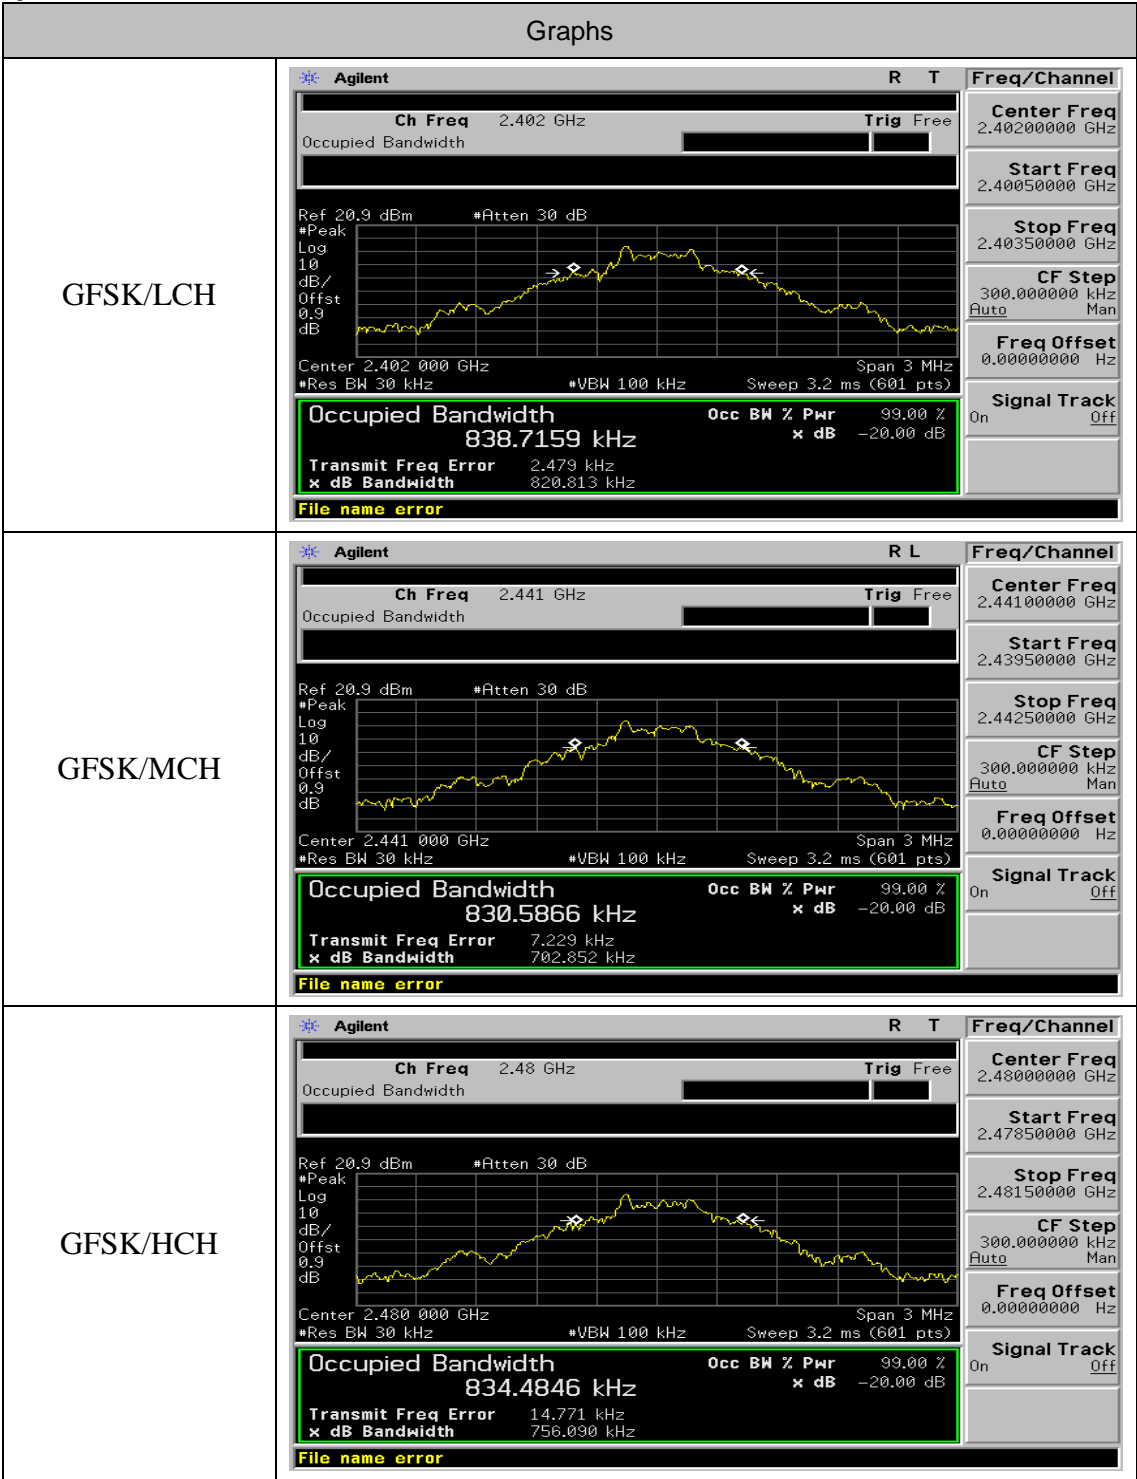 Graphs
GFSK/LCH
Agilent R T Freq/Channel
Ch Freq 2.402 GHz Trig Free
Occupied Bandwidth
Center Freq
2.40200000 GHz
Start Freq
2.40050000 GHz
Stop Freq
2.40350000 GHz
CF Step
300.000000 kHz
Auto Man
Freq Offset
0.00000000 Hz
Signal Track
On Off
Ref 20.9 dBm #Atten 30 dB
#Peak
Log
10
dB/
Offst
0.9
dB
Center 2.402 000 GHz Span 3 MHz
#Res BW 30 kHz #VBW 100 kHz Sweep 3.2 ms (601 pts)
Occupied Bandwidth Occ BW % Pwr 99.00 %
838.7159 kHz x dB -20.00 dB
Transmit Freq Error 2.479 kHz
x dB Bandwidth 820.813 kHz
File name error
GFSK/MCH
Agilent R L Freq/Channel
Ch Freq 2.441 GHz Trig Free
Occupied Bandwidth
Center Freq
2.44100000 GHz
Start Freq
2.43950000 GHz
Stop Freq
2.44250000 GHz
CF Step
300.000000 kHz
Auto Man
Freq Offset
0.00000000 Hz
Signal Track
On Off
Ref 20.9 dBm #Atten 30 dB
#Peak
Log
10
dB/
Offst
0.9
dB
Center 2.441 000 GHz Span 3 MHz
#Res BW 30 kHz #VBW 100 kHz Sweep 3.2 ms (601 pts)
Occupied Bandwidth Occ BW % Pwr 99.00 %
830.5866 kHz x dB -20.00 dB
Transmit Freq Error 7.229 kHz
x dB Bandwidth 702.852 kHz
File name error
GFSK/HCH
Agilent R T Freq/Channel
Ch Freq 2.48 GHz Trig Free
Occupied Bandwidth
Center Freq
2.48000000 GHz
Start Freq
2.47850000 GHz
Stop Freq
2.48150000 GHz
CF Step
300.000000 kHz
Auto Man
Freq Offset
0.00000000 Hz
Signal Track
On Off
Ref 20.9 dBm #Atten 30 dB
#Peak
Log
10
dB/
Offst
0.9
dB
Center 2.480 000 GHz Span 3 MHz
#Res BW 30 kHz #VBW 100 kHz Sweep 3.2 ms (601 pts)
Occupied Bandwidth Occ BW % Pwr 99.00 %
834.4846 kHz x dB -20.00 dB
Transmit Freq Error 14.771 kHz
x dB Bandwidth 756.090 kHz
File name error